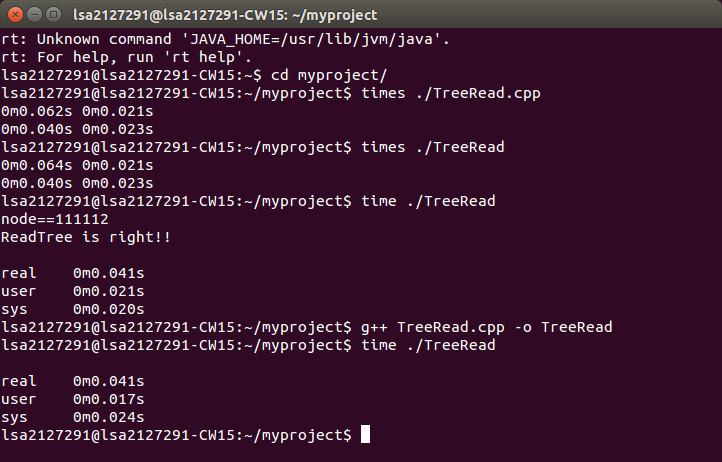 lsa2127291@lsa2127291-CW15: ~/myproject
rt: Unknown command 'JAVA_HOME=/usr/lib/jvm/java'.
rt: For help, run 'rt help'.
lsa2127291@lsa2127291-CW15:~$ cd myproject/
lsa2127291@lsa2127291-CW15:~/myproject$ times ./TreeRead.cpp
0m0.062s 0m0.021s
0m0.040s 0m0.023s
lsa2127291@lsa2127291-CW15:~/myproject$ times ./TreeRead
0m0.064s 0m0.021s
0m0.040s 0m0.023s
lsa2127291@lsa2127291-CW15:~/myproject$ time ./TreeRead
node==111112
ReadTree is right!!
real    0m0.041s
user    0m0.021s
sys     0m0.020s
lsa2127291@lsa2127291-CW15:~/myproject$ g++ TreeRead.cpp -o TreeRead
lsa2127291@lsa2127291-CW15:~/myproject$ time ./TreeRead
real    0m0.041s
user    0m0.017s
sys     0m0.024s
lsa2127291@lsa2127291-CW15:~/myproject$